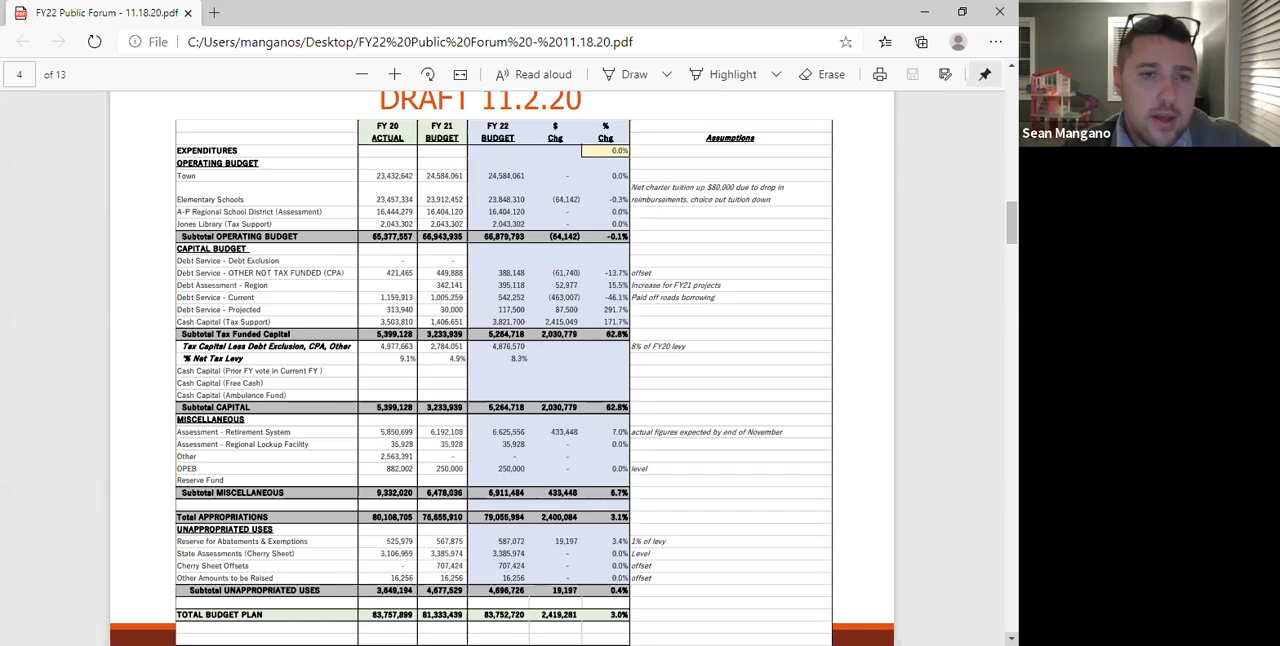 FY22 Public Forum - 11.18.20.pdf
File C:/Users/manganos/Desktop/FY22%20Public%20Forum%20-%2011.18.20.pdf
4 of 13 Read aloud Draw Highlight Erase
Sean Mangano
DRAFT 11.2.20
FY 20 FY 21 FY 22 $ %
ACTUAL BUDGET BUDGET Chg Chg Assumptions
EXPENDITURES 0.0%
OPERATING BUDGET
Town 23,432,642 24,584,061 24,584,061 - 0.0%
Net charter tuition up $80,000 due to drop in
Elementary Schools 23,457,334 23,912,452 23,848,310 (64,142) -0.3% reimbursements, choice out tuition down
A-P Regional School District (Assessment) 16,444,279 16,404,120 16,404,120 - 0.0%
Jones Library (Tax Support) 2,043,302 2,043,302 2,043,302 - 0.0%
Subtotal OPERATING BUDGET 65,377,557 66,943,935 66,879,793 (64,142) -0.1%
CAPITAL BUDGET
Debt Service - Debt Exclusion - -
Debt Service - OTHER NOT TAX FUNDED (CPA) 421,465 449,888 388,148 (61,740) -13.7% offset
Debt Assessment - Region 342,141 395,118 52,977 15.5% Increase for FY21 projects
Debt Service - Current 1,159,913 1,005,259 542,252 (463,007) -46.1% Paid off roads borrowing
Debt Service - Projected 313,940 30,000 117,500 87,500 291.7%
Cash Capital (Tax Support) 3,503,810 1,406,651 3,821,700 2,415,049 171.7%
Subtotal Tax Funded Capital 5,399,128 3,233,939 5,264,718 2,030,779 62.8%
Tax Capital Less Debt Exclusion, CPA, Other 4,977,663 2,784,051 4,876,570 8% of FY20 levy
% Net Tax Levy 9.1% 4.9% 8.3%
Cash Capital (Prior FY vote in Current FY )
Cash Capital (Free Cash)
Cash Capital (Ambulance Fund)
Subtotal CAPITAL 5,399,128 3,233,939 5,264,718 2,030,779 62.8%
MISCELLANEOUS
Assessment - Retirement System 5,850,699 6,192,108 6,625,556 433,448 7.0% actual figures expected by end of November
Assessment - Regional Lockup Facility 35,928 35,928 35,928 - 0.0%
Other 2,563,391 - - -
OPEB 882,002 250,000 250,000 - 0.0% level
Reserve Fund
Subtotal MISCELLANEOUS 9,332,020 6,478,036 6,911,484 433,448 6.7%
Total APPROPRIATIONS 80,108,705 76,655,910 79,055,994 2,400,084 3.1%
UNAPPROPRIATED USES
Reserve for Abatements & Exemptions 525,979 567,875 587,072 19,197 3.4% 1% of levy
State Assessments (Cherry Sheet) 3,106,959 3,385,974 3,385,974 - 0.0% Level
Cherry Sheet Offsets - 707,424 707,424 - 0.0% offset
Other Amounts to be Raised 16,256 16,256 16,256 - 0.0% offset
Subtotal UNAPPROPRIATED USES 3,649,194 4,677,529 4,696,726 19,197 0.4%
TOTAL BUDGET PLAN 83,757,899 81,333,439 83,752,720 2,419,281 3.0%